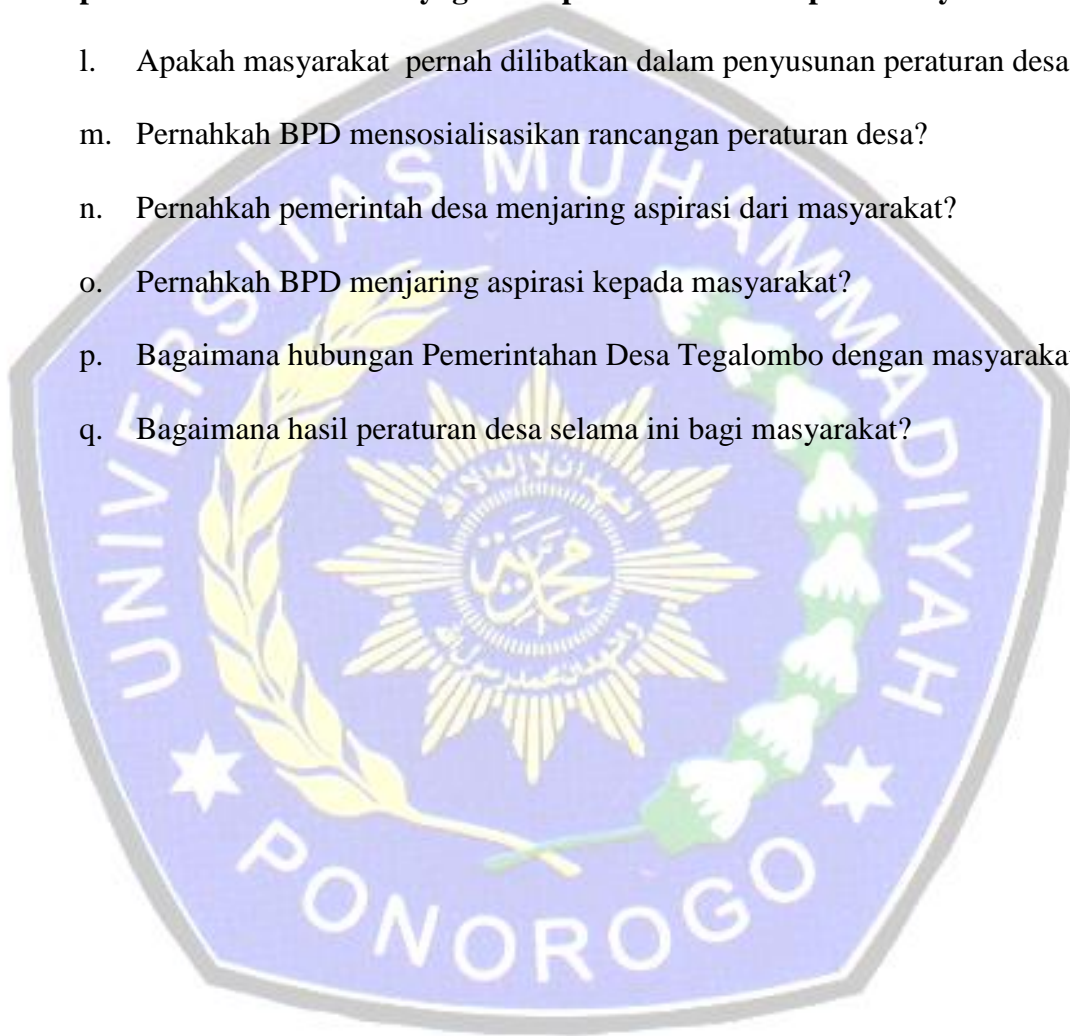 l. Apakah masyarakat pernah dilibatkan dalam penyusunan peraturan desa
m. Pernahkah BPD mensosialisasikan rancangan peraturan desa?
n. Pernahkah pemerintah desa menjaring aspirasi dari masyarakat?
o. Pernahkah BPD menjaring aspirasi kepada masyarakat?
p. Bagaimana hubungan Pemerintahan Desa Tegalombo dengan masyarakat
q. Bagaimana hasil peraturan desa selama ini bagi masyarakat?
UNIVERSITAS MUHAMMADIYAH
PONOROGO